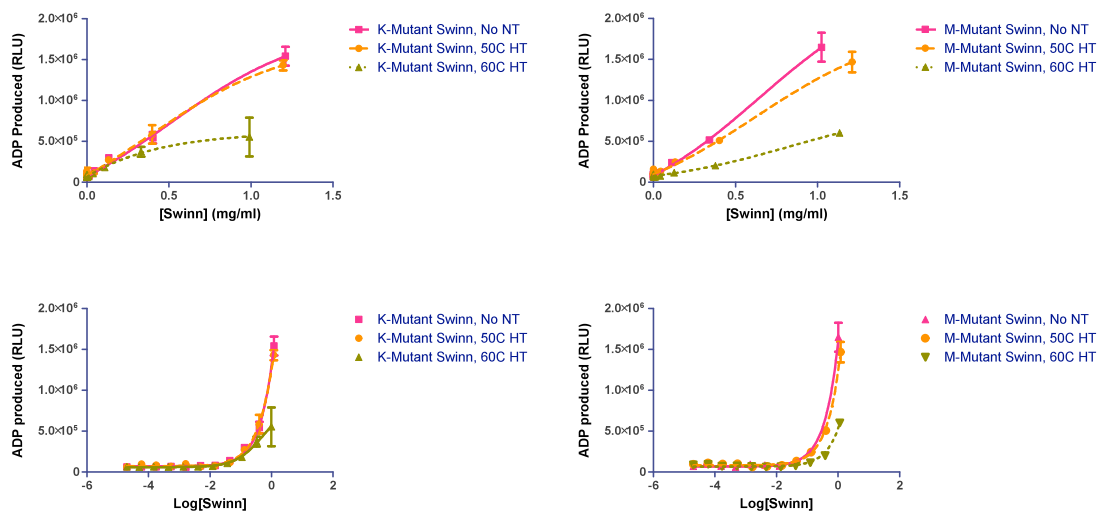 2.0×10⁶
1.5×10⁶
1.0×10⁶
5.0×10⁵
0
0.0 0.5 1.0 1.5
ADP Produced (RLU)
[Swinn] (mg/ml)
K-Mutant Swinn, No NT
K-Mutant Swinn, 50C HT
K-Mutant Swinn, 60C HT
2.0×10⁶
1.5×10⁶
1.0×10⁶
5.0×10⁵
0
0.0 0.5 1.0 1.5
ADP Produced (RLU)
[Swinn] (mg/ml)
M-Mutant Swinn, No NT
M-Mutant Swinn, 50C HT
M-Mutant Swinn, 60C HT
2.0×10⁶
1.5×10⁶
1.0×10⁶
5.0×10⁵
0
-6 -4 -2 0 2
ADP produced (RLU)
Log[Swinn]
K-Mutant Swinn, No NT
K-Mutant Swinn, 50C HT
K-Mutant Swinn, 60C HT
2.0×10⁶
1.5×10⁶
1.0×10⁶
5.0×10⁵
0
-6 -4 -2 0 2
ADP produced (RLU)
Log[Swinn]
M-Mutant Swinn, No NT
M-Mutant Swinn, 50C HT
M-Mutant Swinn, 60C HT